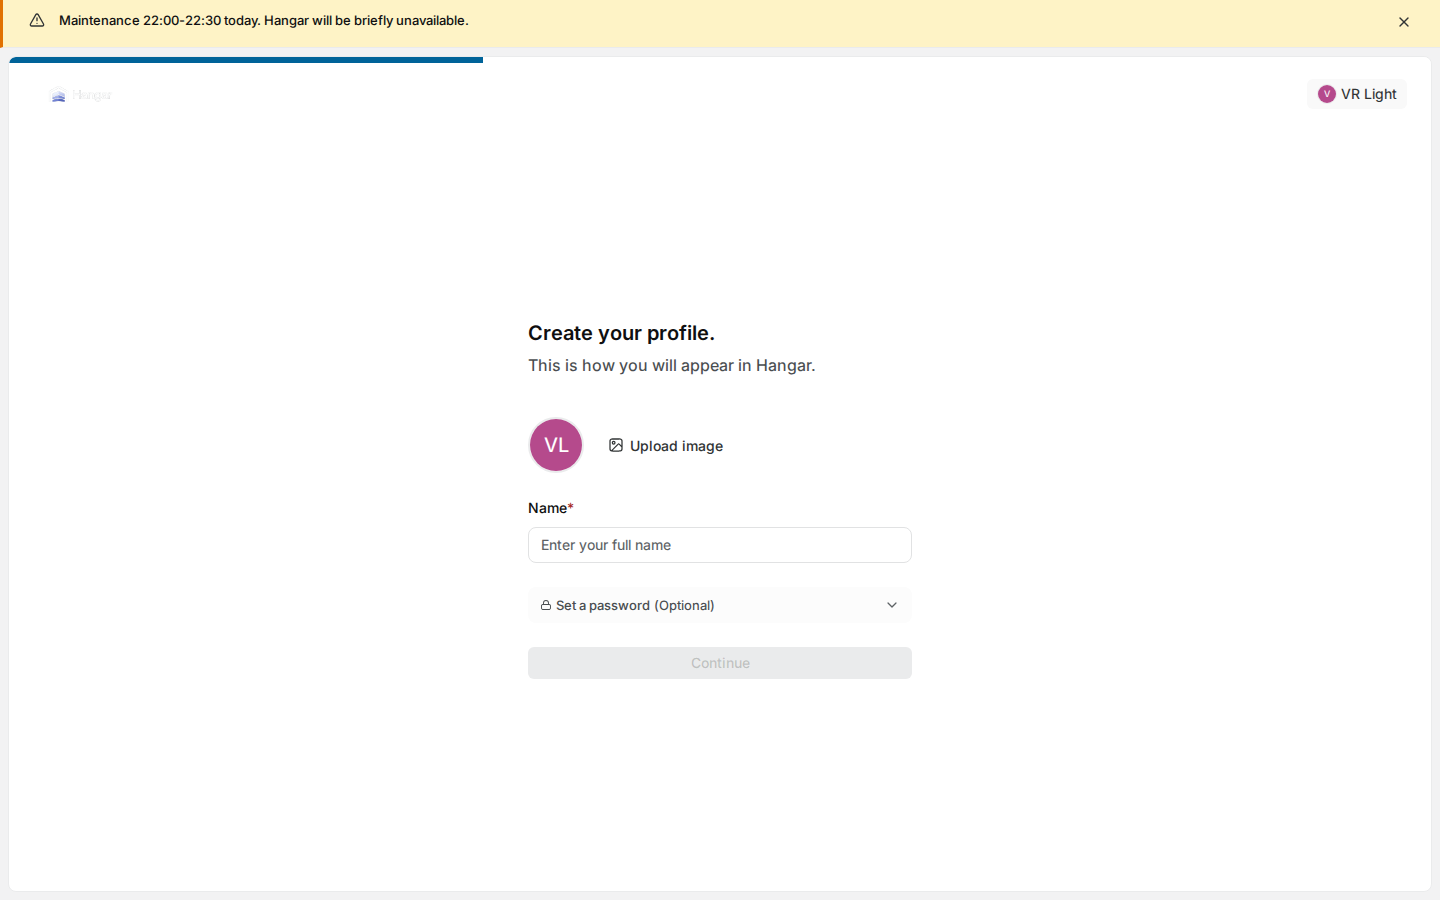 Maintenance 22:00-22:30 today. Hangar will be briefly unavailable.
Hangar
V VR Light
Create your profile.
This is how you will appear in Hangar.
VL
Upload image
Name*
Enter your full name
Set a password (Optional)
Continue